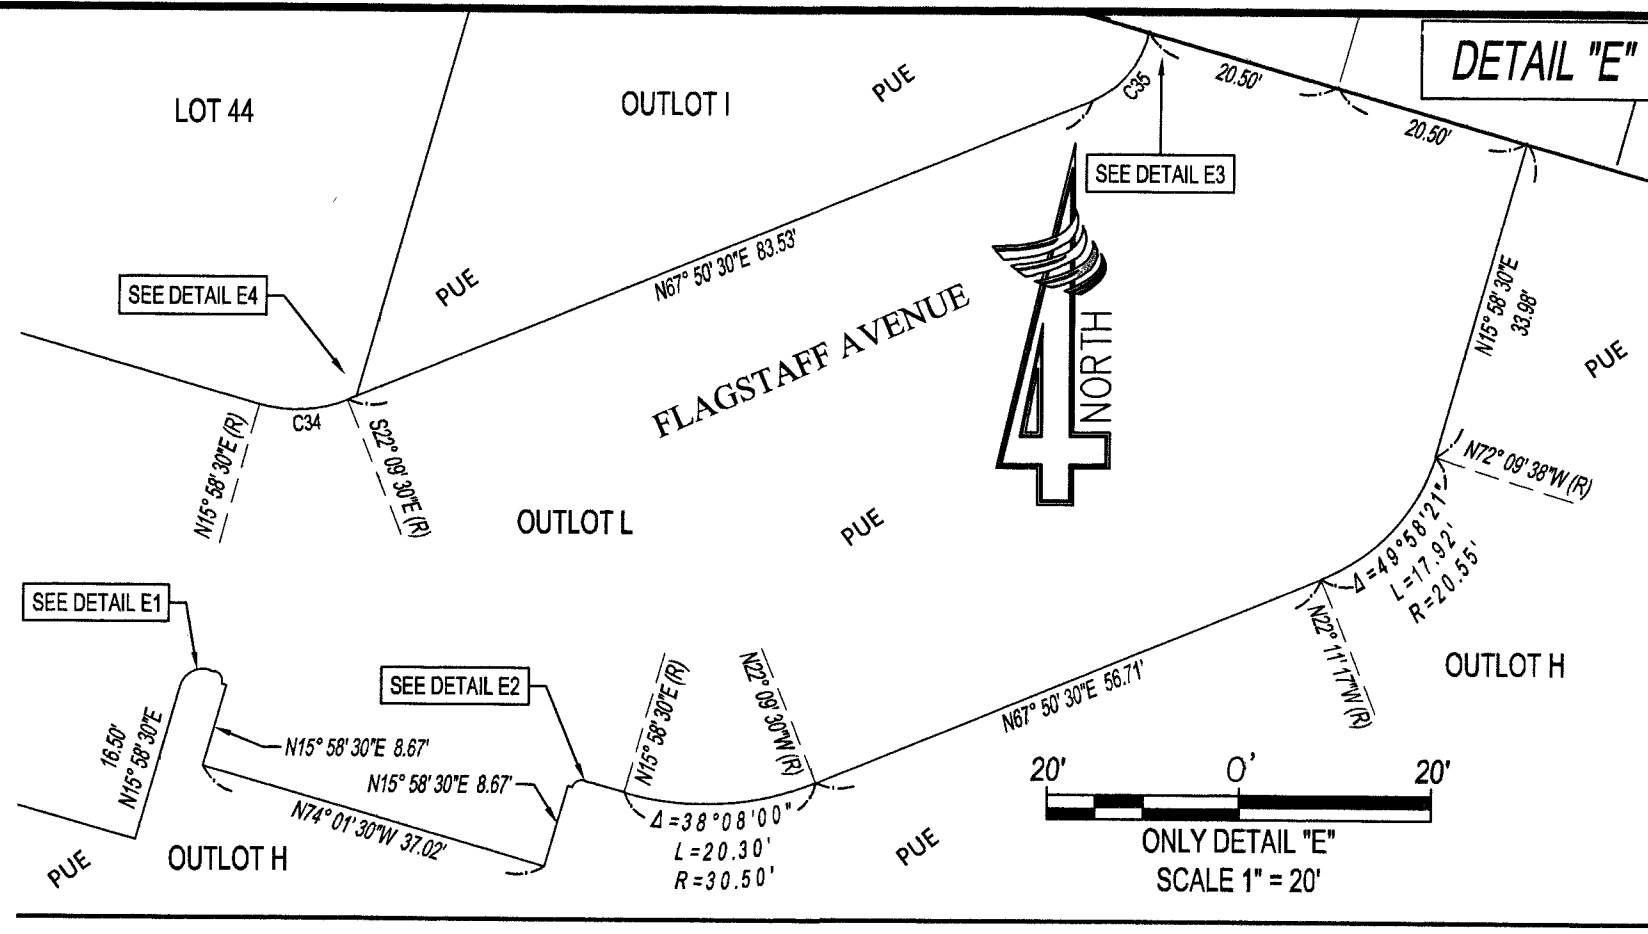 DETAIL "E"
LOT 44
OUTLOT I
PUE
C35
20.50'
20.50'
SEE DETAIL E3
SEE DETAIL E4
PUE
N67° 50' 30"E 83.53'
FLAGSTAFF AVENUE
4
NORTH
N15° 58' 30"E
33.98'
PUE
C34
N15° 58' 30"E (R)
S22° 09' 30"E (R)
N72° 09' 38"W (R)
OUTLOT L
PUE
Δ=49°58'21"
L=17.92'
R=20.55'
SEE DETAIL E1
SEE DETAIL E2
N15° 58' 30"E (R)
N22° 09' 30"W (R)
N67° 50' 30"E 56.71'
N22° 11' 17"W (R)
OUTLOT H
16.50'
N15° 58' 30"E
N15° 58' 30"E 8.67'
N15° 58' 30"E 8.67'
N74° 01' 30"W 37.02'
Δ=38°08'00"
L=20.30'
R=30.50'
PUE
OUTLOT H
PUE
20' 0' 20'
ONLY DETAIL "E"
SCALE 1" = 20'